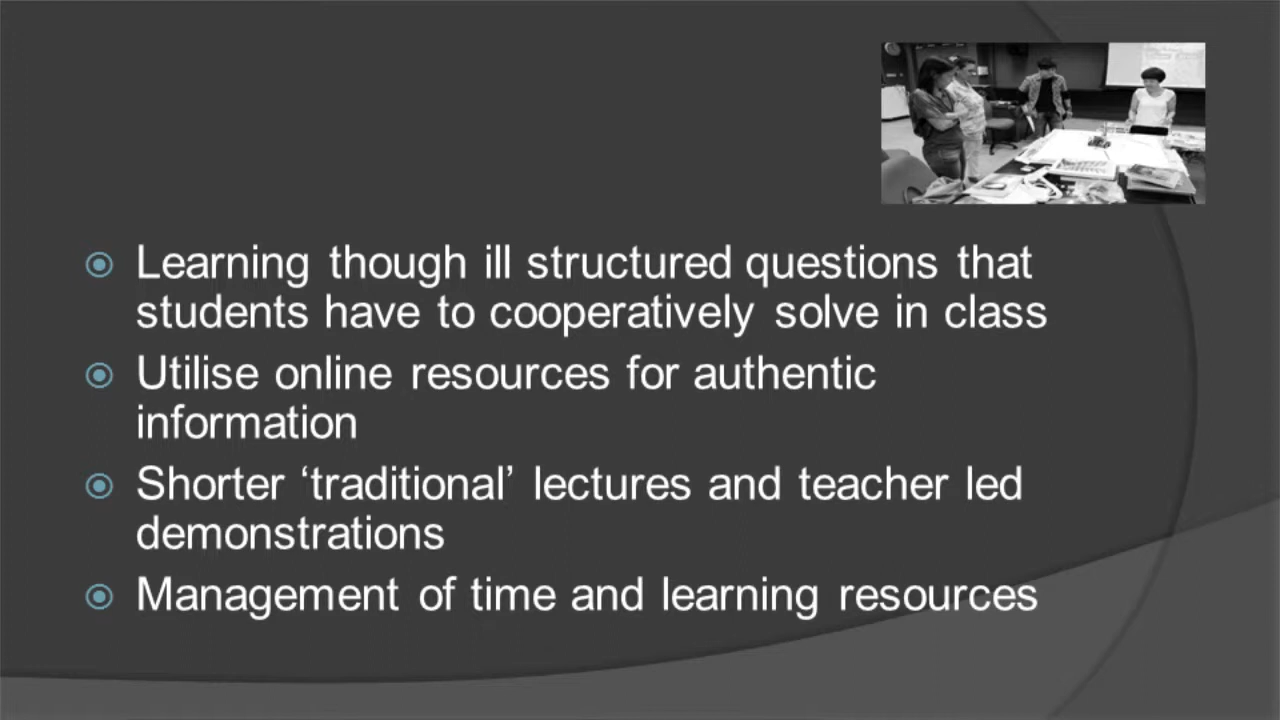 Learning though ill structured questions that
students have to cooperatively solve in class
Utilise online resources for authentic
information
Shorter ‘traditional’ lectures and teacher led
demonstrations
Management of time and learning resources